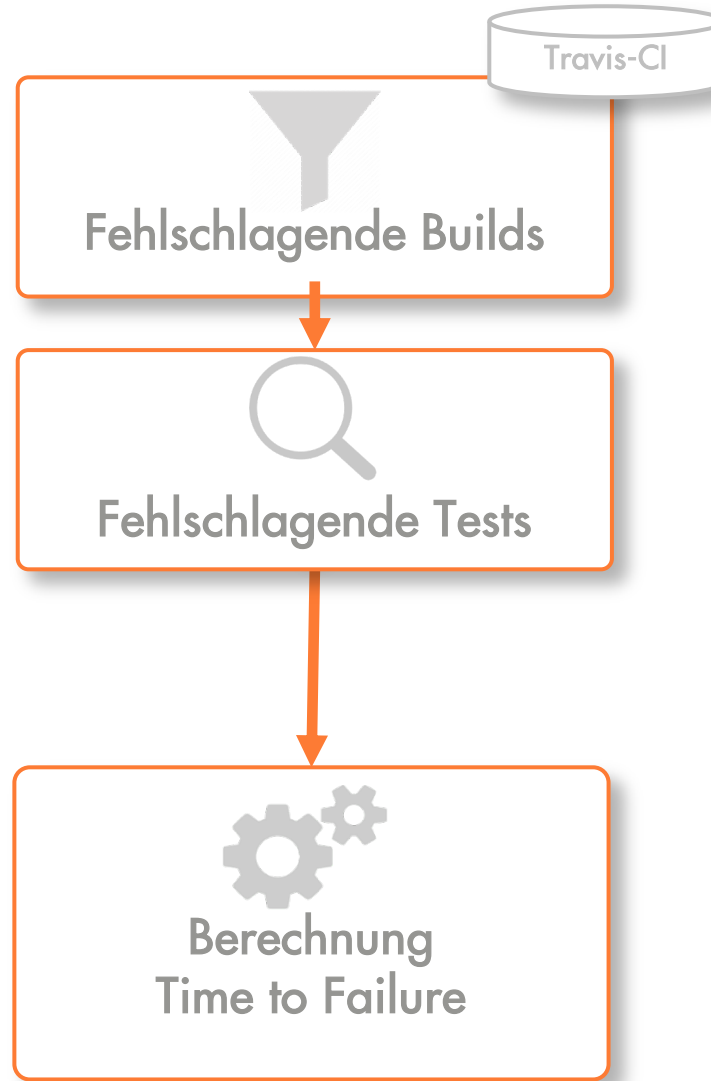 Travis-CI
Fehlschlagende Builds
Fehlschlagende Tests
Berechnung
Time to Failure